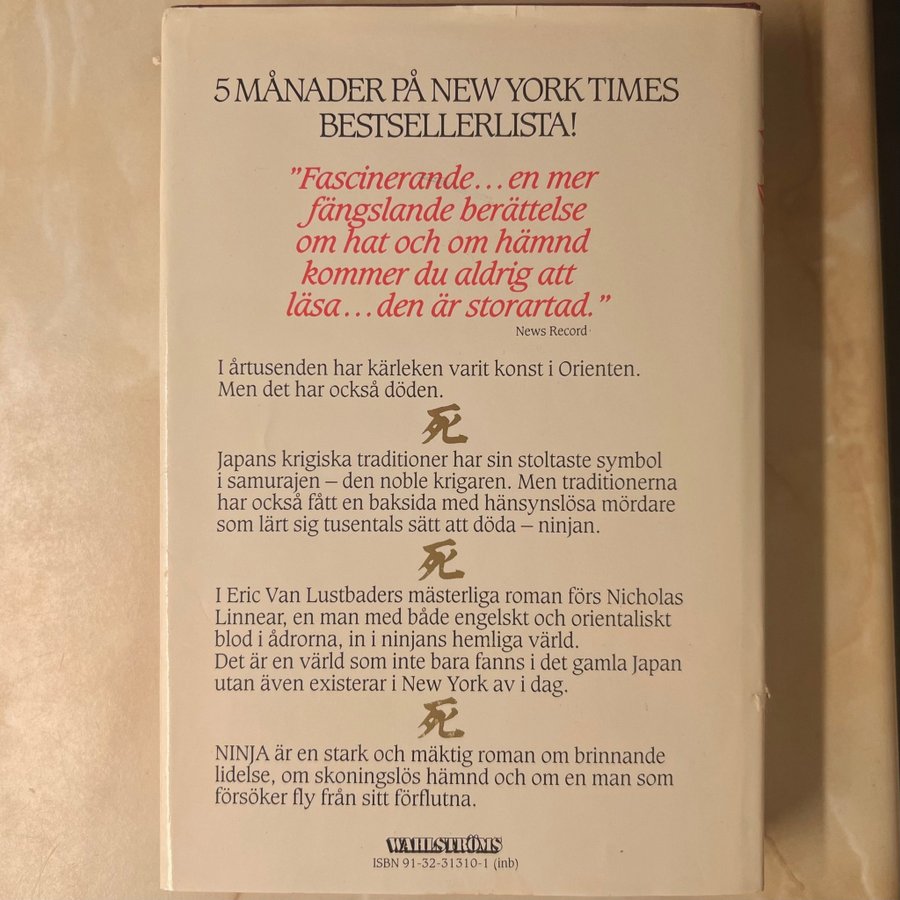 5 MÅNADER PÅ NEW YORK TIMES
BESTSELLERLISTA!
"Fascinerande...en mer
fängslande berättelse
om hat och om hämnd
kommer du aldrig att
läsa...den är storartad."
News Record
I årtusenden har kärleken varit konst i Orienten.
Men det har också döden.
死
Japans krigiska traditioner har sin stoltaste symbol
i samurajen – den noble krigaren. Men traditionerna
har också fått en baksida med hänsynslösa mördare
som lärt sig tusentals sätt att döda – ninjan.
死
I Eric Van Lustbaders mästerliga roman förs Nicholas
Linnear, en man med både engelskt och orientaliskt
blod i ådrorna, in i ninjans hemliga värld.
Det är en värld som inte bara fanns i det gamla Japan
utan även existerar i New York av i dag.
死
NINJA är en stark och mäktig roman om brinnande
lidelse, om skoningslös hämnd och om en man som
försöker fly från sitt förflutna.
WAHLSTRÖMS
ISBN 91-32-31310-1 (inb)